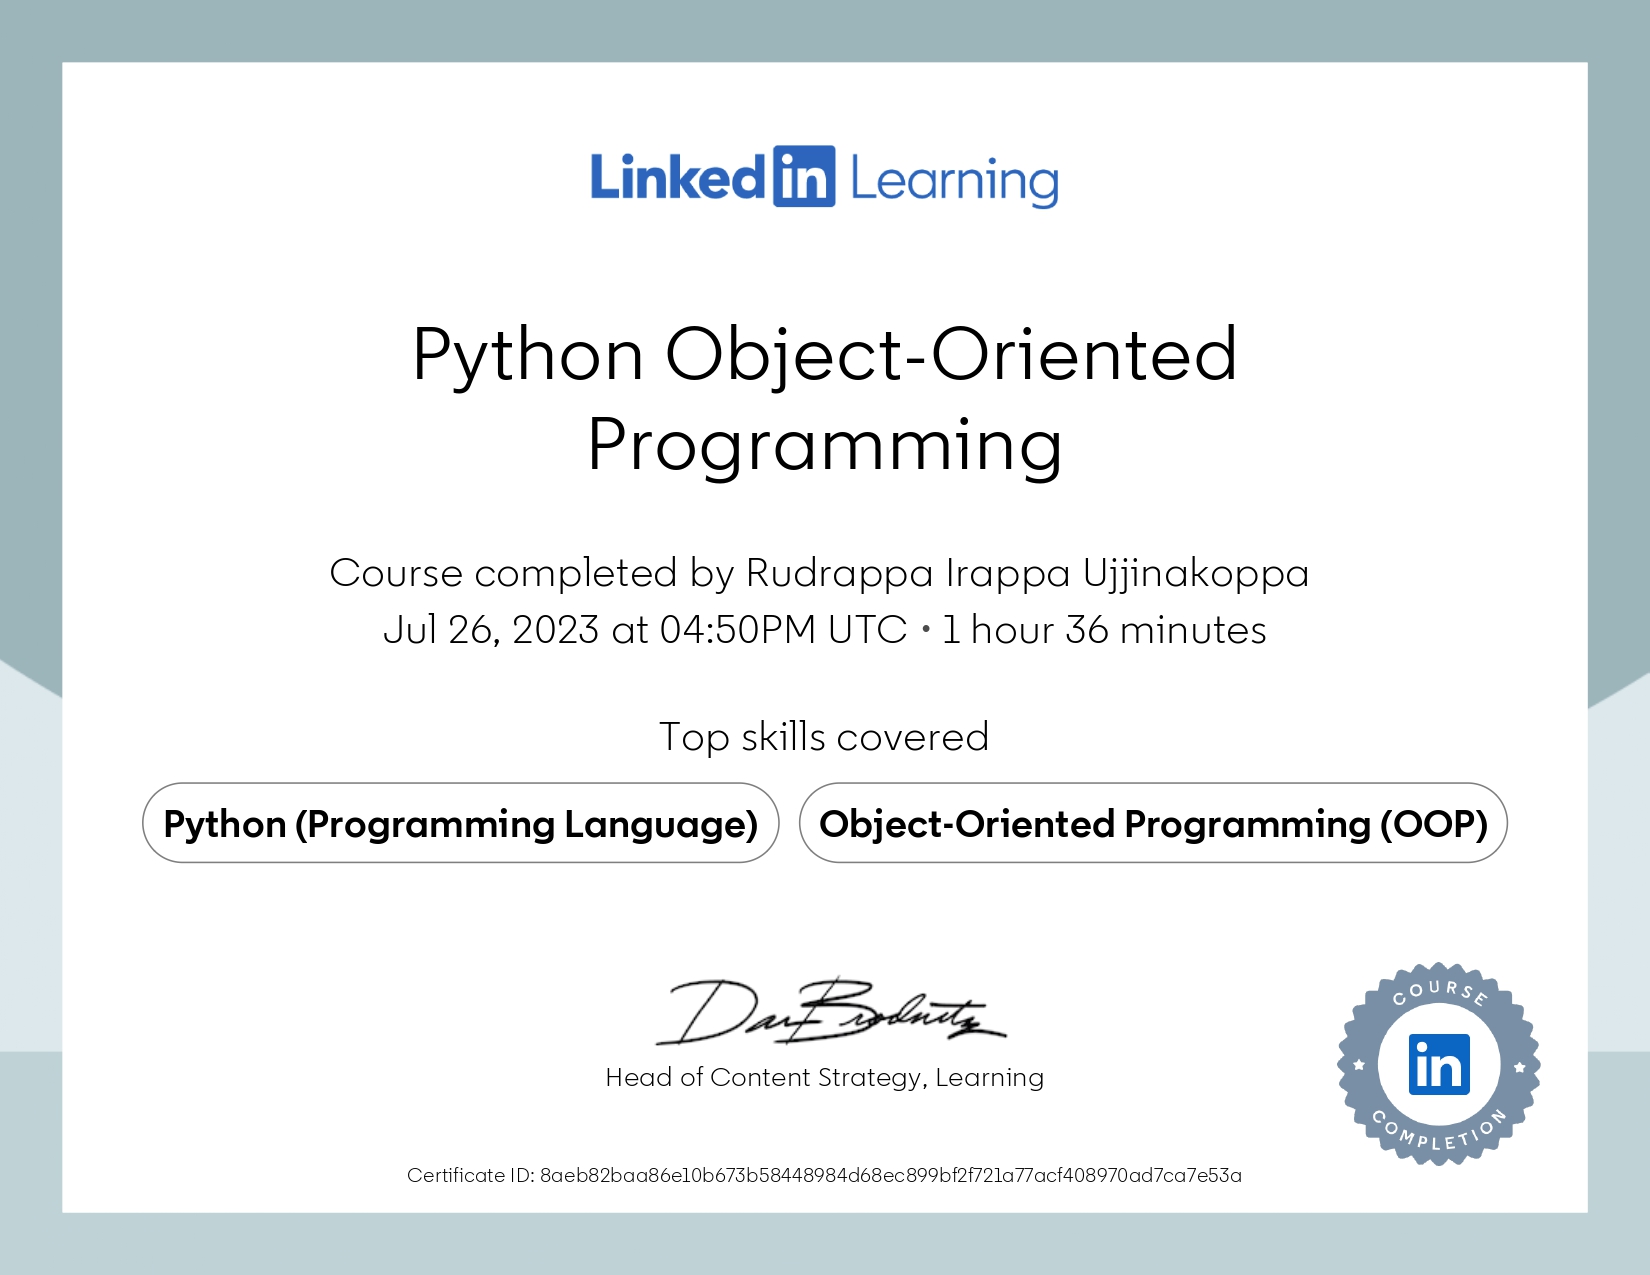 Linked in Learning
Python Object-Oriented
Programming
Course completed by Rudrappa Irappa Ujjinakoppa
Jul 26, 2023 at 04:50PM UTC • 1 hour 36 minutes
Top skills covered
Python (Programming Language)
Object-Oriented Programming (OOP)
Dan Brodnitz
Head of Content Strategy, Learning
COURSE
in
COMPLETION
Certificate ID: 8aeb82baa86e10b673b58448984d68ec899bf2f721a77acf408970ad7ca7e53a